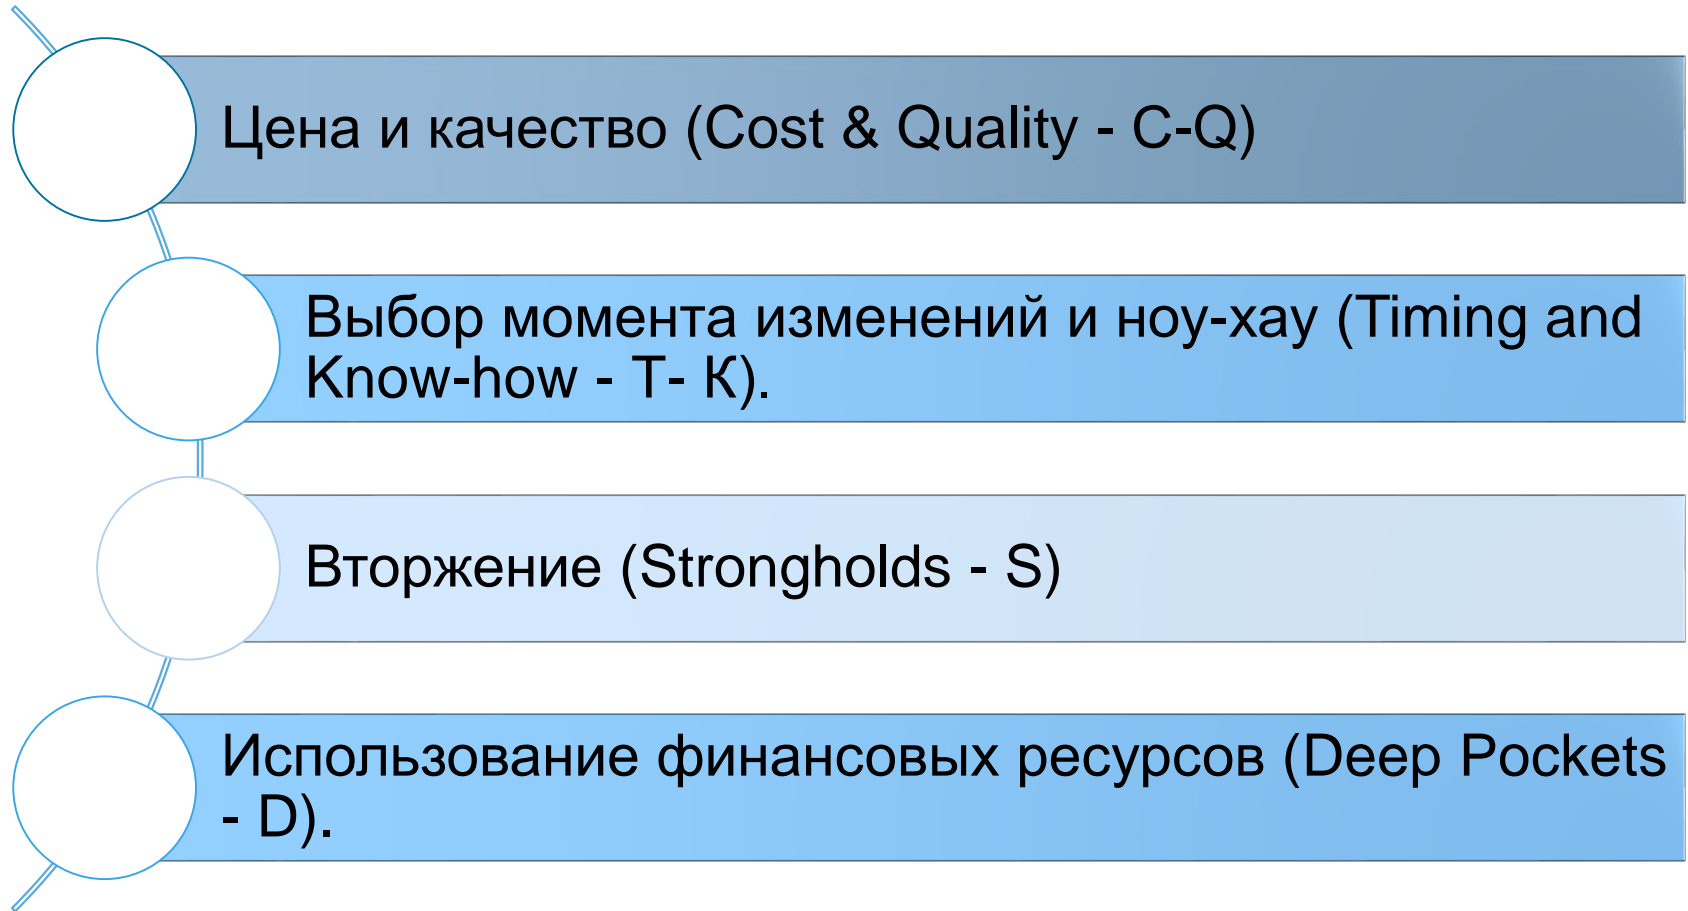 Цена и качество (Cost & Quality - C-Q)
Выбор момента изменений и ноу-хау (Timing and
Know-how - Т- К).
Вторжение (Strongholds - S)
Использование финансовых ресурсов (Deep Pockets
- D).